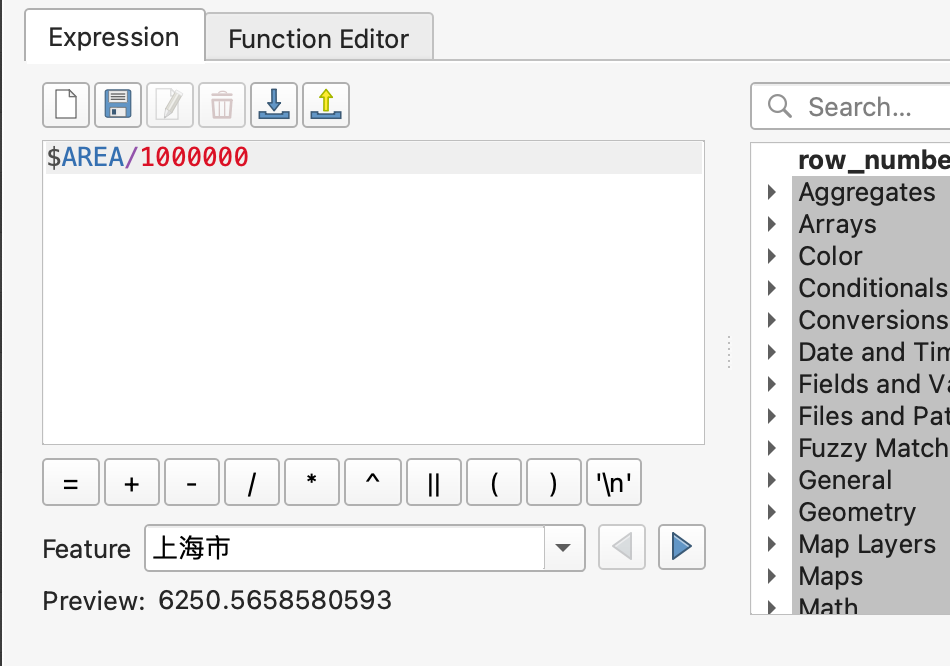 Expression
Function Editor
$AREA/1000000
= + - / * ^ || ( ) '\n'
Feature 上海市
Preview: 6250.5658580593
Search...
row_numbe
Aggregates
Arrays
Color
Conditionals
Conversions
Date and Tim
Fields and Va
Files and Pat
Fuzzy Match
General
Geometry
Map Layers
Maps
Math